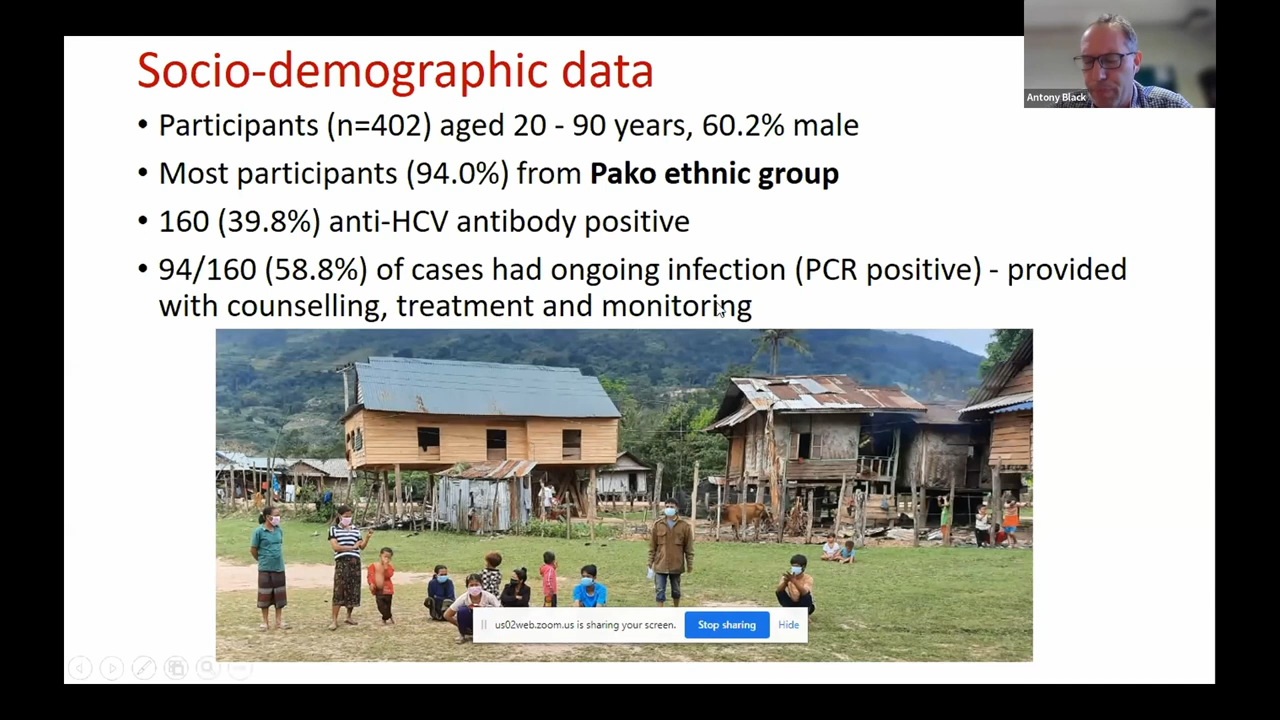 Socio-demographic data
• Participants (n=402) aged 20 - 90 years, 60.2% male
• Most participants (94.0%) from Pako ethnic group
• 160 (39.8%) anti-HCV antibody positive
• 94/160 (58.8%) of cases had ongoing infection (PCR positive) - provided
with counselling, treatment and monitoring
Antony Black
us02web.zoom.us is sharing your screen. Stop sharing Hide